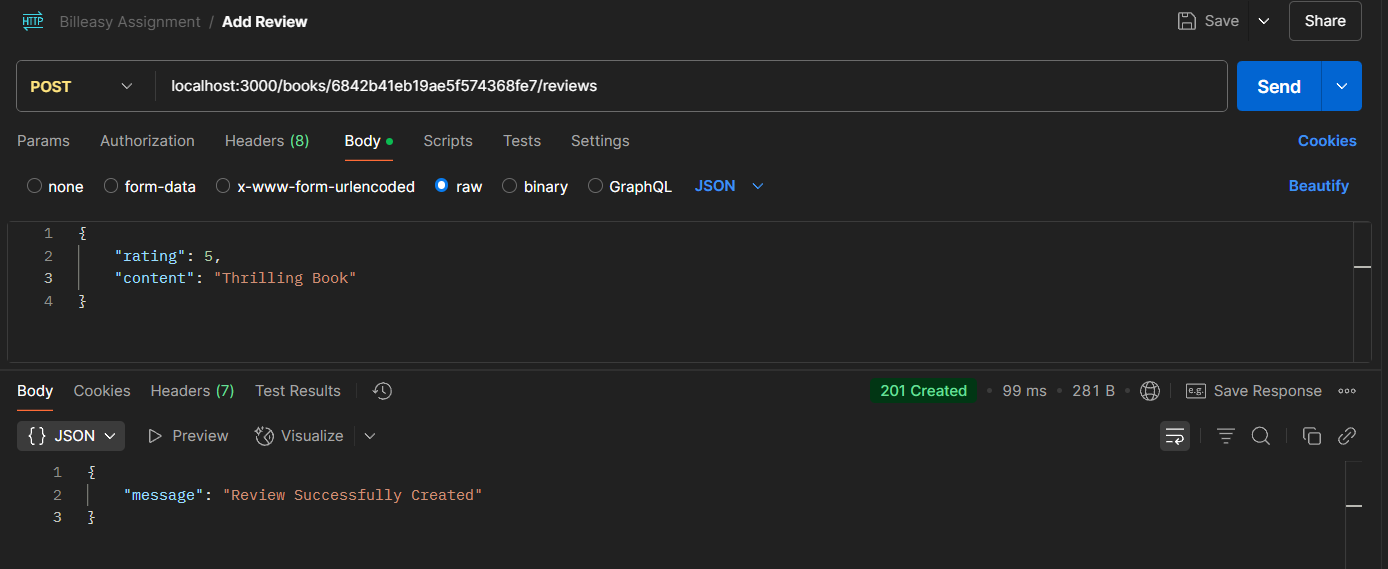 HTTP Billeasy Assignment / Add Review Save Share
POST localhost:3000/books/6842b41eb19ae5f574368fe7/reviews Send
Params Authorization Headers (8) Body Scripts Tests Settings Cookies
none form-data x-www-form-urlencoded raw binary GraphQL JSON Beautify
1 {
2 "rating": 5,
3 "content": "Thrilling Book"
4 }
Body Cookies Headers (7) Test Results 201 Created • 99 ms • 281 B • e.g. Save Response
{} JSON Preview Visualize
1 {
2 "message": "Review Successfully Created"
3 }